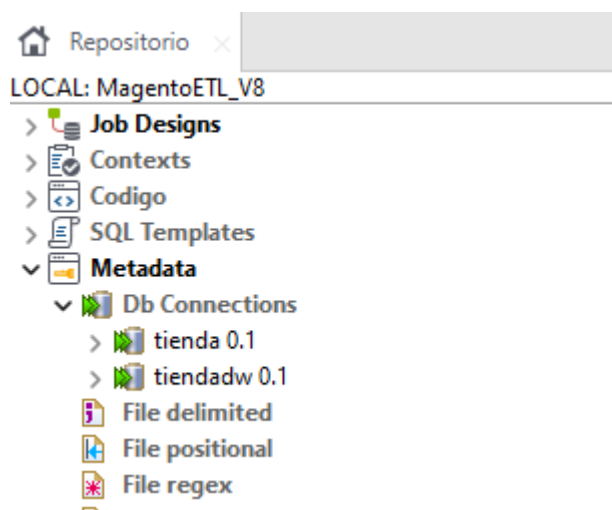 Repositorio
LOCAL: MagentoETL_V8
Job Designs
Contexts
Codigo
SQL Templates
Metadata
Db Connections
tienda 0.1
tiendadw 0.1
File delimited
File positional
File regex